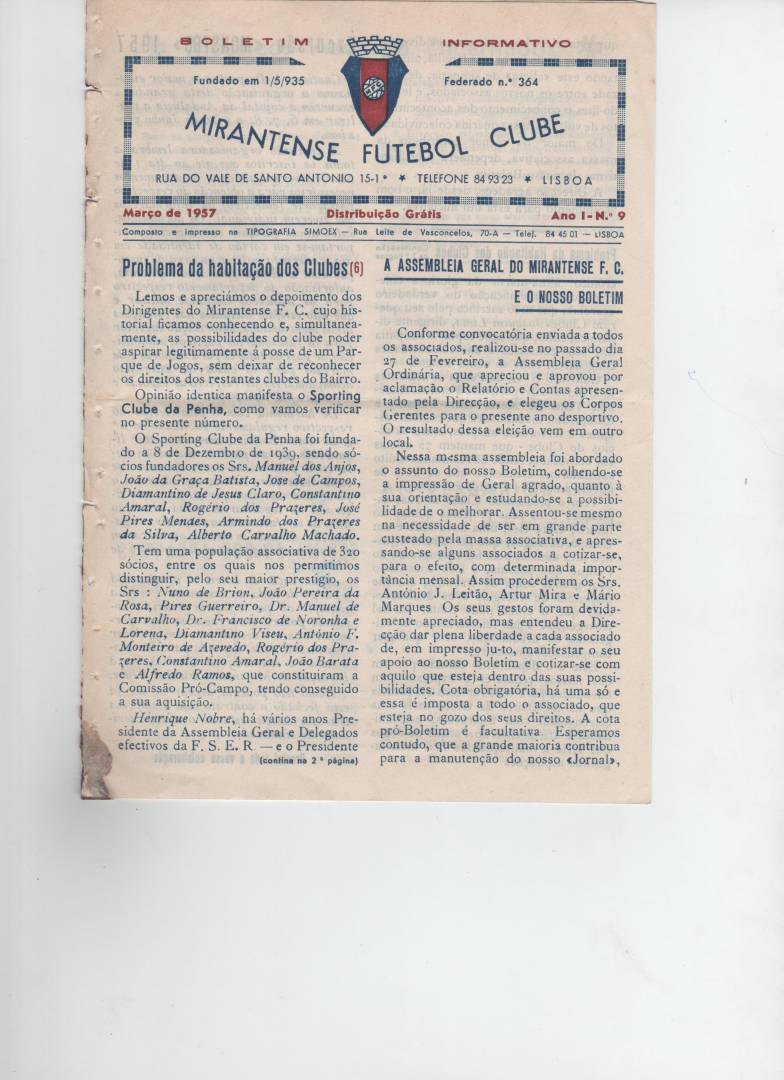 BOLETIM INFORMATIVO
Fundado em 1/5/935 Federado n.º 364
MIRANTENSE FUTEBOL CLUBE
RUA DO VALE DE SANTO ANTONIO 15-1º ★ TELEFONE 84 93 23 ★ LISBOA
Março de 1957 Distribuição Grátis Ano I - N.º 9
Composto e impresso na TIPOGRAFIA SIMOEX — Rua Leite de Vasconcelos, 70-A — Telef. 84 45 01 — LISBOA
Problema da habitação dos Clubes (6)
Lemos e apreciámos o depoimento dos
Dirigentes do Mirantense F. C. cujo his-
torial ficamos conhecendo e, simultanea-
mente, as possibilidades do clube poder
aspirar legitimamente á posse de um Par-
que de Jogos, sem deixar de reconhecer
os direitos dos restantes clubes do Bairro.
Opinião identica manifesta o Sporting
Clube da Penha, como vamos verificar
no presente número.
O Sporting Clube da Penha foi funda-
do a 8 de Dezembro de 1939, sendo só-
cios fundadores os Srs. Manuel dos Anjos,
João da Graça Batista, Jose de Campos,
Diamantino de Jesus Claro, Constantino
Amaral, Rogério dos Prazeres, José
Pires Mendes, Armindo dos Prazeres
da Silva, Alberto Carvalho Machado.
Tem uma população associativa de 320
sócios, entre os quais nos permitimos
distinguir, pelo seu maior prestígio, os
Srs : Nuno de Brion, João Pereira da
Rosa, Pires Guerreiro, Dr. Manuel de
Carvalho, Dr. Francisco de Noronha e
Lorena, Diamantino Viseu, António F.
Monteiro de Azevedo, Rogério dos Pra-
zeres, Constantino Amaral, João Barata
e Alfredo Ramos, que constituiram a
Comissão Pró-Campo, tendo conseguido
a sua aquisição.
Henrique Nobre, há vários anos Pre-
sidente da Assembleia Geral e Delegados
efectivos da F. S. E. R — e o Presidente
(contina na 2ª página)
A ASSEMBLEIA GERAL DO MIRANTENSE F. C.
E O NOSSO BOLETIM
Conforme convocatória enviada a todos
os associados, realizou-se no passado dia
27 de Fevereiro, a Assembleia Geral
Ordinária, que apreciou e aprovou por
aclamação o Relatório e Contas apresen-
tado pela Direcção, e elegeu os Corpos
Gerentes para o presente ano desportivo.
O resultado dessa eleição vem em outro
local.
Nessa mesma assembleia foi abordado
o assunto do nosso Boletim, colhendo-se
a impressão de Geral agrado, quanto à
sua orientação e estudando-se a possibi-
lidade de o melhorar. Assentou-se mesmo
na necessidade de ser em grande parte
custeado pela massa associativa, e apres-
sando-se alguns associados a cotizar-se,
para o efeito, com determinada impor-
tância mensal. Assim procederem os Srs.
António J. Leitão, Artur Mira e Mário
Marques Os seus gestos foram devida-
mente apreciado, mas entendeu a Dire-
cção dar plena liberdade a cada associado
de, em impresso ju-to, manifestar o seu
apoio ao nosso Boletim e cotizar-se com
aquilo que esteja dentro das suas possi-
bilidades. Cota obrigatória, há uma só e
essa é imposta a todo o associado, que
esteja no gozo dos seus direitos. A cota
pró-Boletim é facultativa. Esperamos
contudo, que a grande maioria contribua
para a manutenção do nosso «Jornal»,